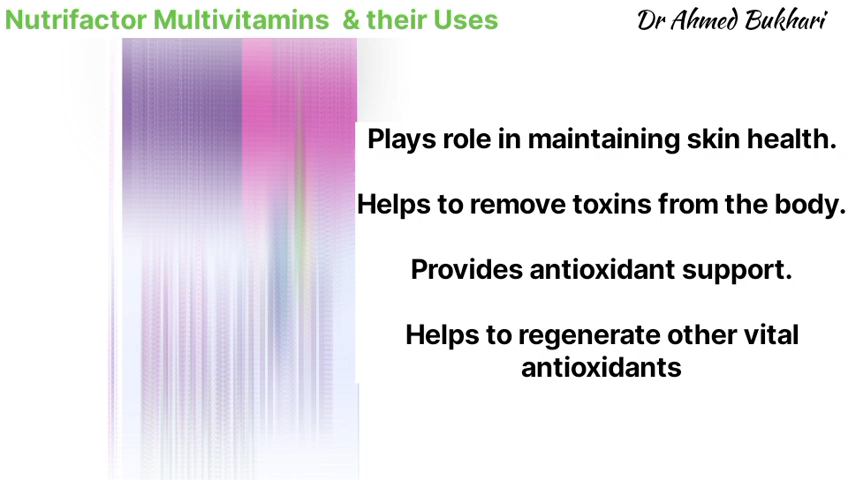 Nutrifactor Multivitamins & their Uses
Dr Ahmed Bukhari
Plays role in maintaining skin health.
Helps to remove toxins from the body.
Provides antioxidant support.
Helps to regenerate other vital
antioxidants